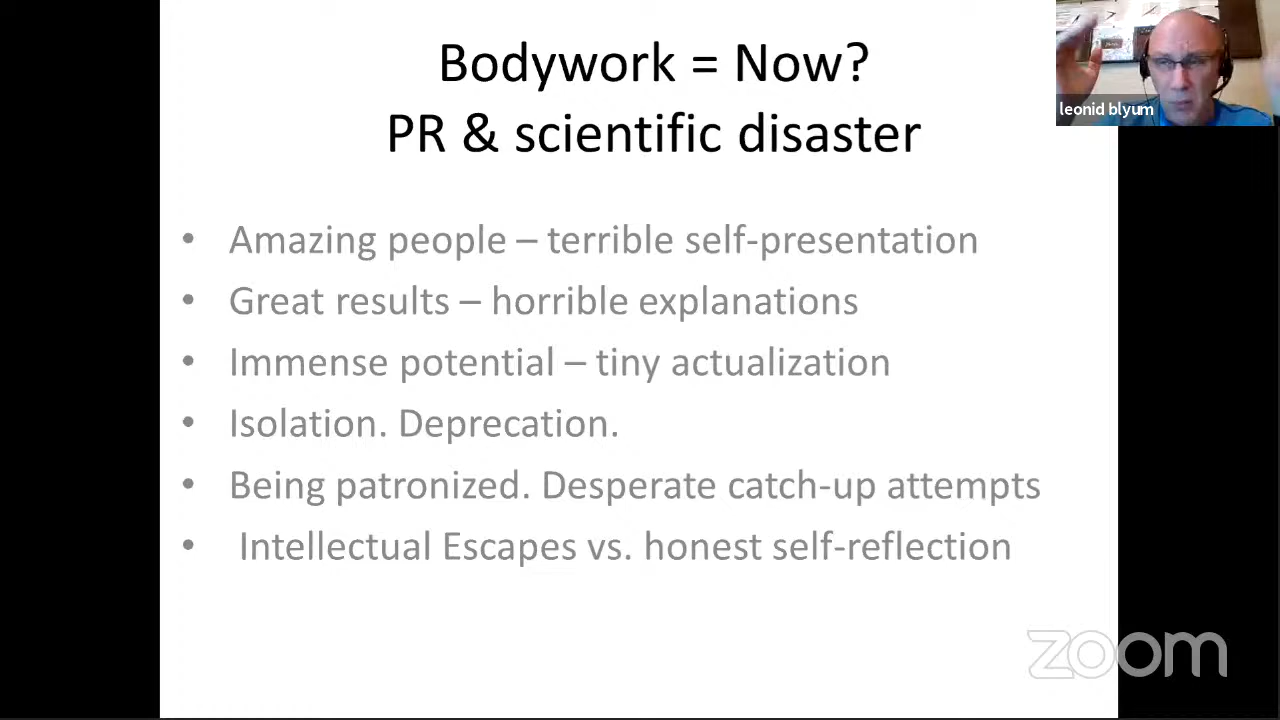 Bodywork = Now?
PR & scientific disaster
leonid blyum
• Amazing people – terrible self-presentation
• Great results – horrible explanations
• Immense potential – tiny actualization
• Isolation. Deprecation.
• Being patronized. Desperate catch-up attempts
• Intellectual Escapes vs. honest self-reflection
zoom